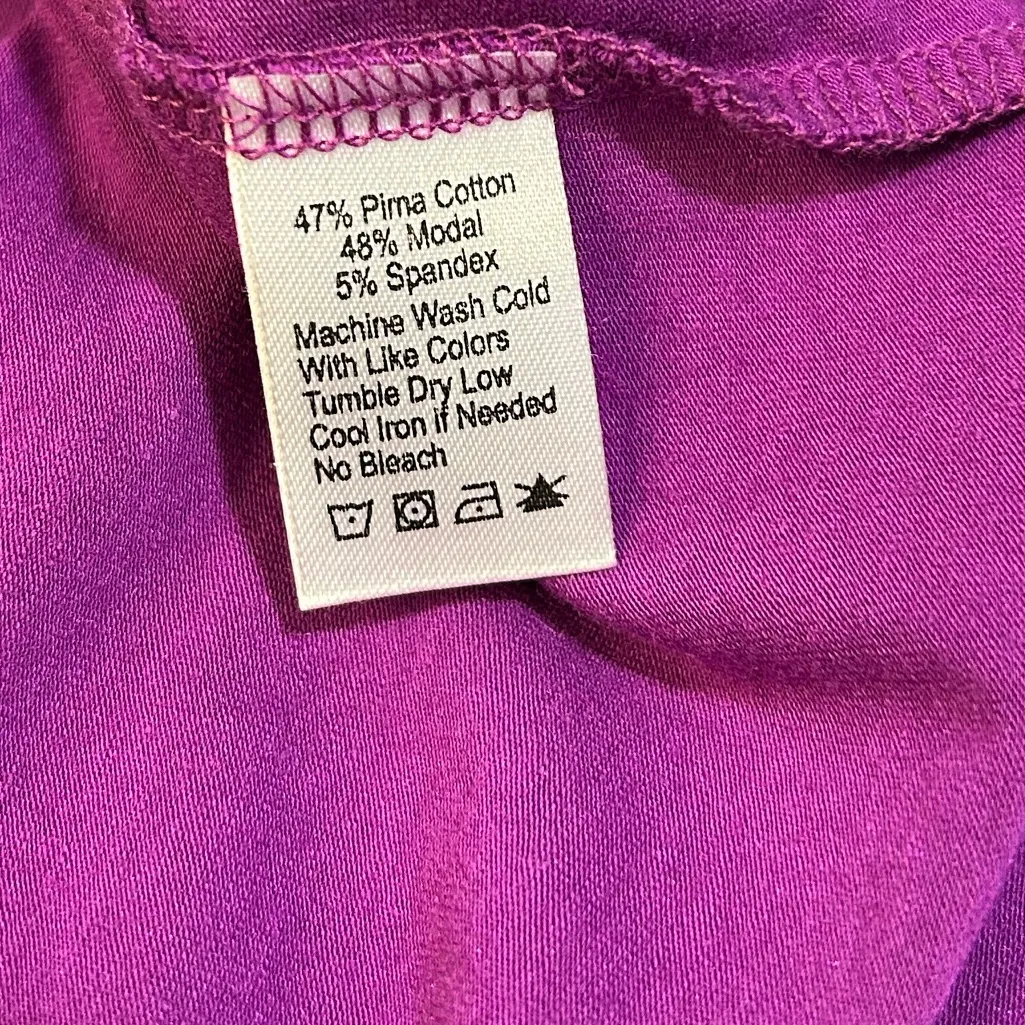 47% Pima Cotton
48% Modal
5% Spandex
Machine Wash Cold
With Like Colors
Tumble Dry Low
Cool Iron if Needed
No Bleach